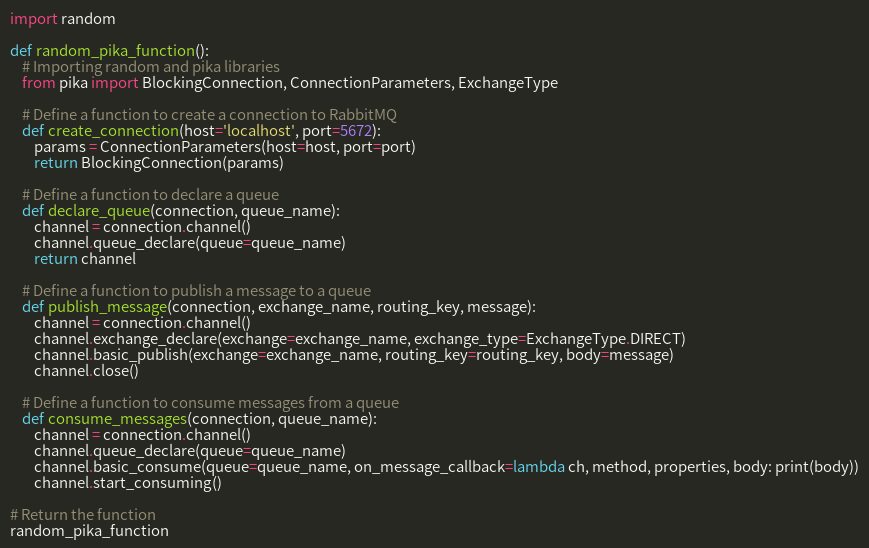 import random
def random_pika_function():
# Importing random and pika libraries
from pika import BlockingConnection, ConnectionParameters, ExchangeType
# Define a function to create a connection to RabbitMQ
def create_connection(host='localhost', port=5672):
params = ConnectionParameters(host=host, port=port)
return BlockingConnection(params)
# Define a function to declare a queue
def declare_queue(connection, queue_name):
channel = connection.channel()
channel.queue_declare(queue=queue_name)
return channel
# Define a function to publish a message to a queue
def publish_message(connection, exchange_name, routing_key, message):
channel = connection.channel()
channel.exchange_declare(exchange=exchange_name, exchange_type=ExchangeType.DIRECT)
channel.basic_publish(exchange=exchange_name, routing_key=routing_key, body=message)
channel.close()
# Define a function to consume messages from a queue
def consume_messages(connection, queue_name):
channel = connection.channel()
channel.queue_declare(queue=queue_name)
channel.basic_consume(queue=queue_name, on_message_callback=lambda ch, method, properties, body: print(body))
channel.start_consuming()
# Return the function
random_pika_function